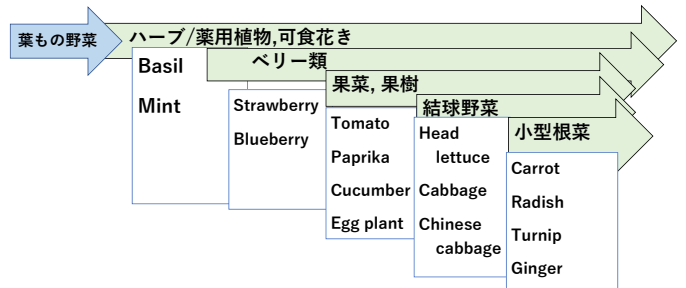 葉もの野菜
ハーブ/薬用植物,可食花き
Basil
Mint
ベリー類
Strawberry
Blueberry
果菜, 果樹
Tomato
Paprika
Cucumber
Egg plant
結球野菜
Head
lettuce
Cabbage
Chinese
cabbage
小型根菜
Carrot
Radish
Turnip
Ginger